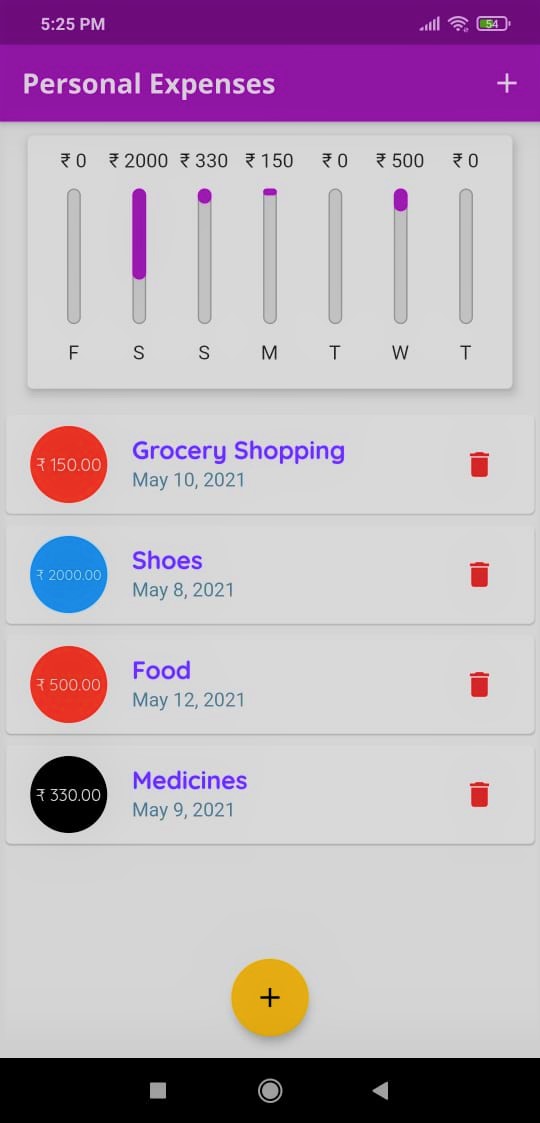 5:25 PM
54
Personal Expenses
₹ 0 ₹ 2000 ₹ 330 ₹ 150 ₹ 0 ₹ 500 ₹ 0
F S S M T W T
₹ 150.00
Grocery Shopping
May 10, 2021
₹ 2000.00
Shoes
May 8, 2021
₹ 500.00
Food
May 12, 2021
₹ 330.00
Medicines
May 9, 2021